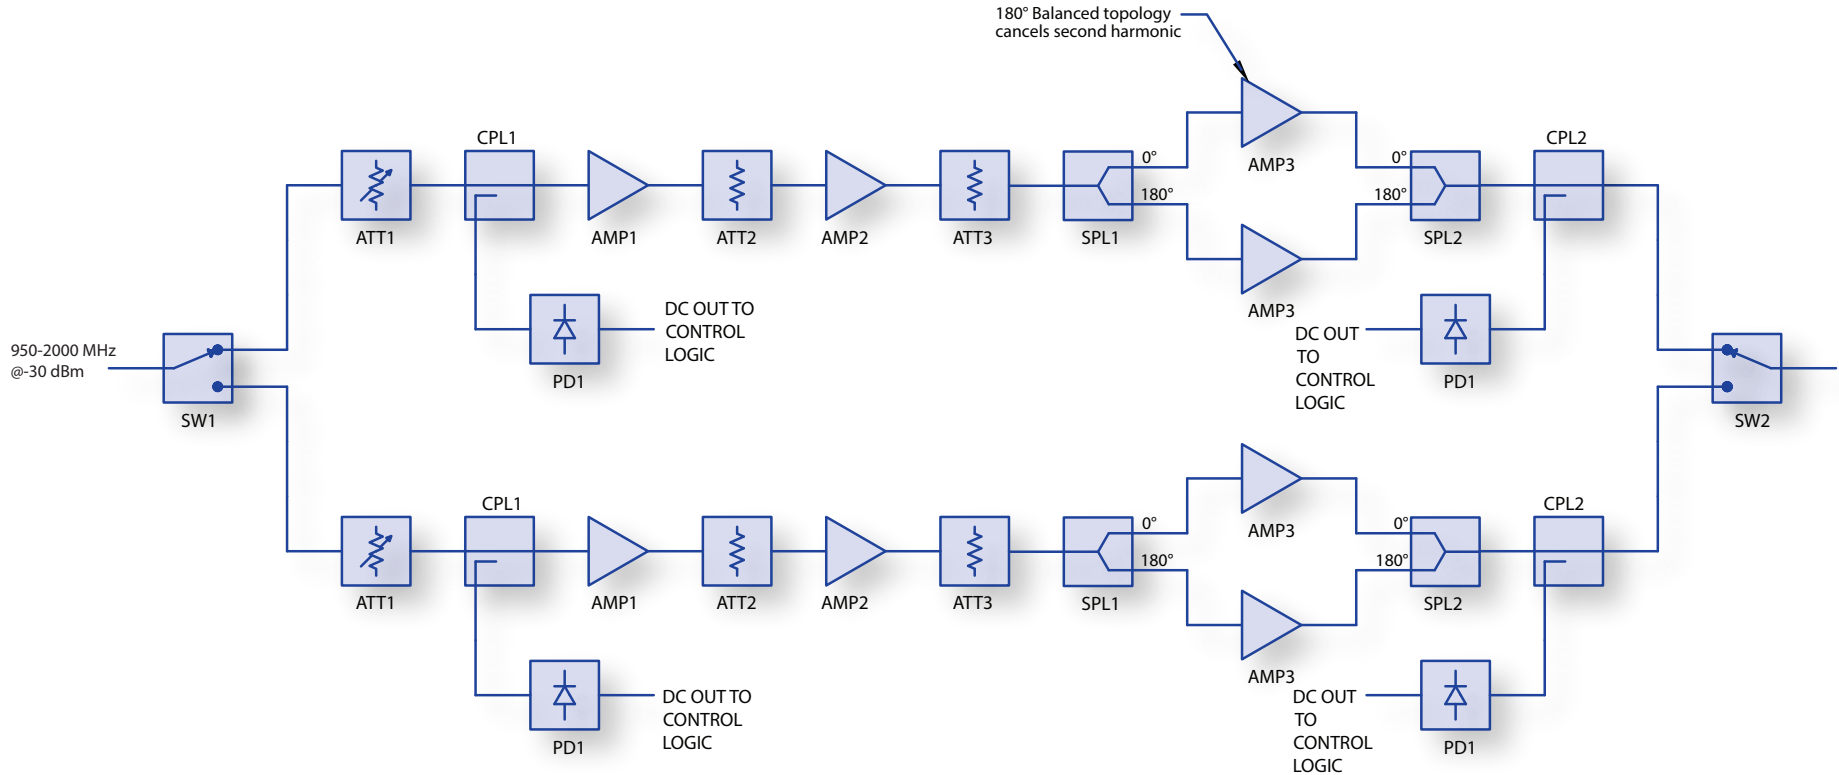 180° Balanced topology
cancels second harmonic
CPL1
CPL2
0°
0°
AMP3
180°
180°
ATT1
AMP1
ATT2
AMP2
ATT3
SPL1
SPL2
AMP3
DC OUT TO
CONTROL
LOGIC
DC OUT
TO
CONTROL
LOGIC
950-2000 MHz
@-30 dBm
PD1
PD1
SW1
SW2
CPL1
CPL2
0°
0°
AMP3
180°
180°
ATT1
AMP1
ATT2
AMP2
ATT3
SPL1
SPL2
AMP3
DC OUT TO
CONTROL
LOGIC
DC OUT
TO
CONTROL
LOGIC
PD1
PD1